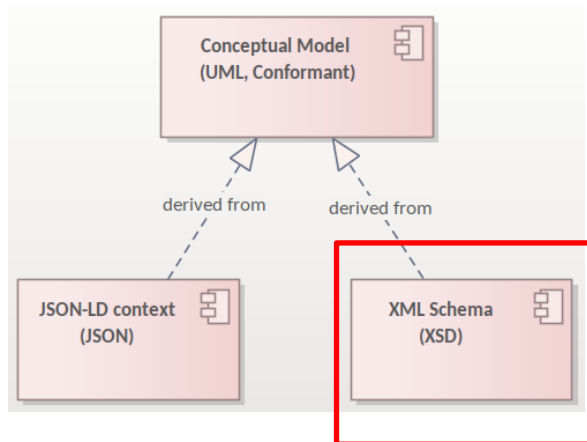 Conceptual Model
(UML, Conformant)
derived from
derived from
JSON-LD context
(JSON)
XML Schema
(XSD)